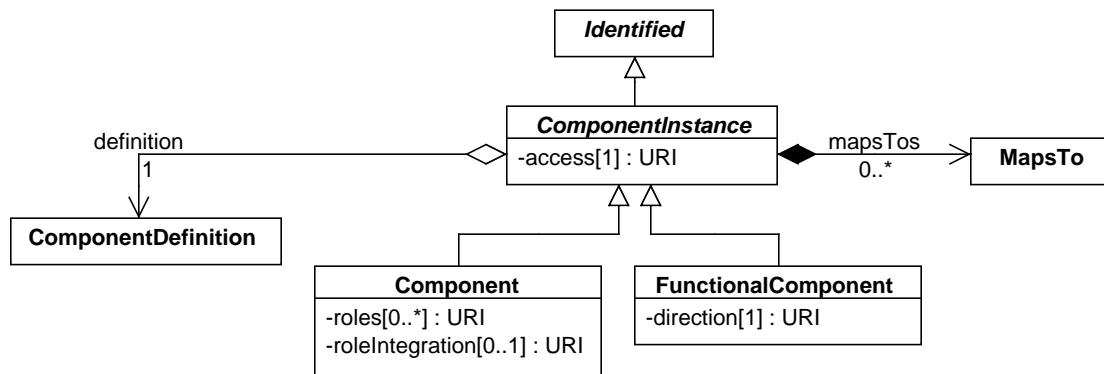 Identified
ComponentInstance
-access[1] : URI
definition
1
mapsTos
0..*
MapsTo
ComponentDefinition
Component
-roles[0..*] : URI
-roleIntegration[0..1] : URI
FunctionalComponent
-direction[1] : URI